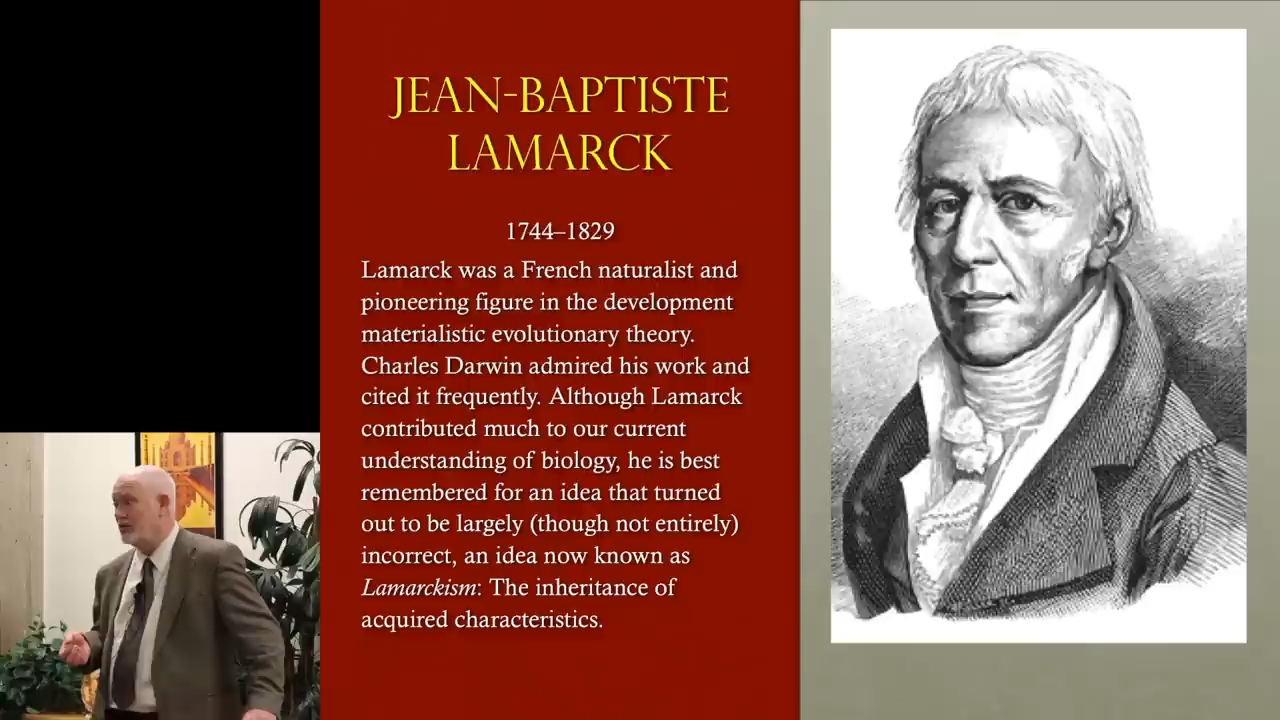 JEAN-BAPTISTE
LAMARCK
1744–1829
Lamarck was a French naturalist and
pioneering figure in the development
materialistic evolutionary theory.
Charles Darwin admired his work and
cited it frequently. Although Lamarck
contributed much to our current
understanding of biology, he is best
remembered for an idea that turned
out to be largely (though not entirely)
incorrect, an idea now known as
Lamarckism: The inheritance of
acquired characteristics.